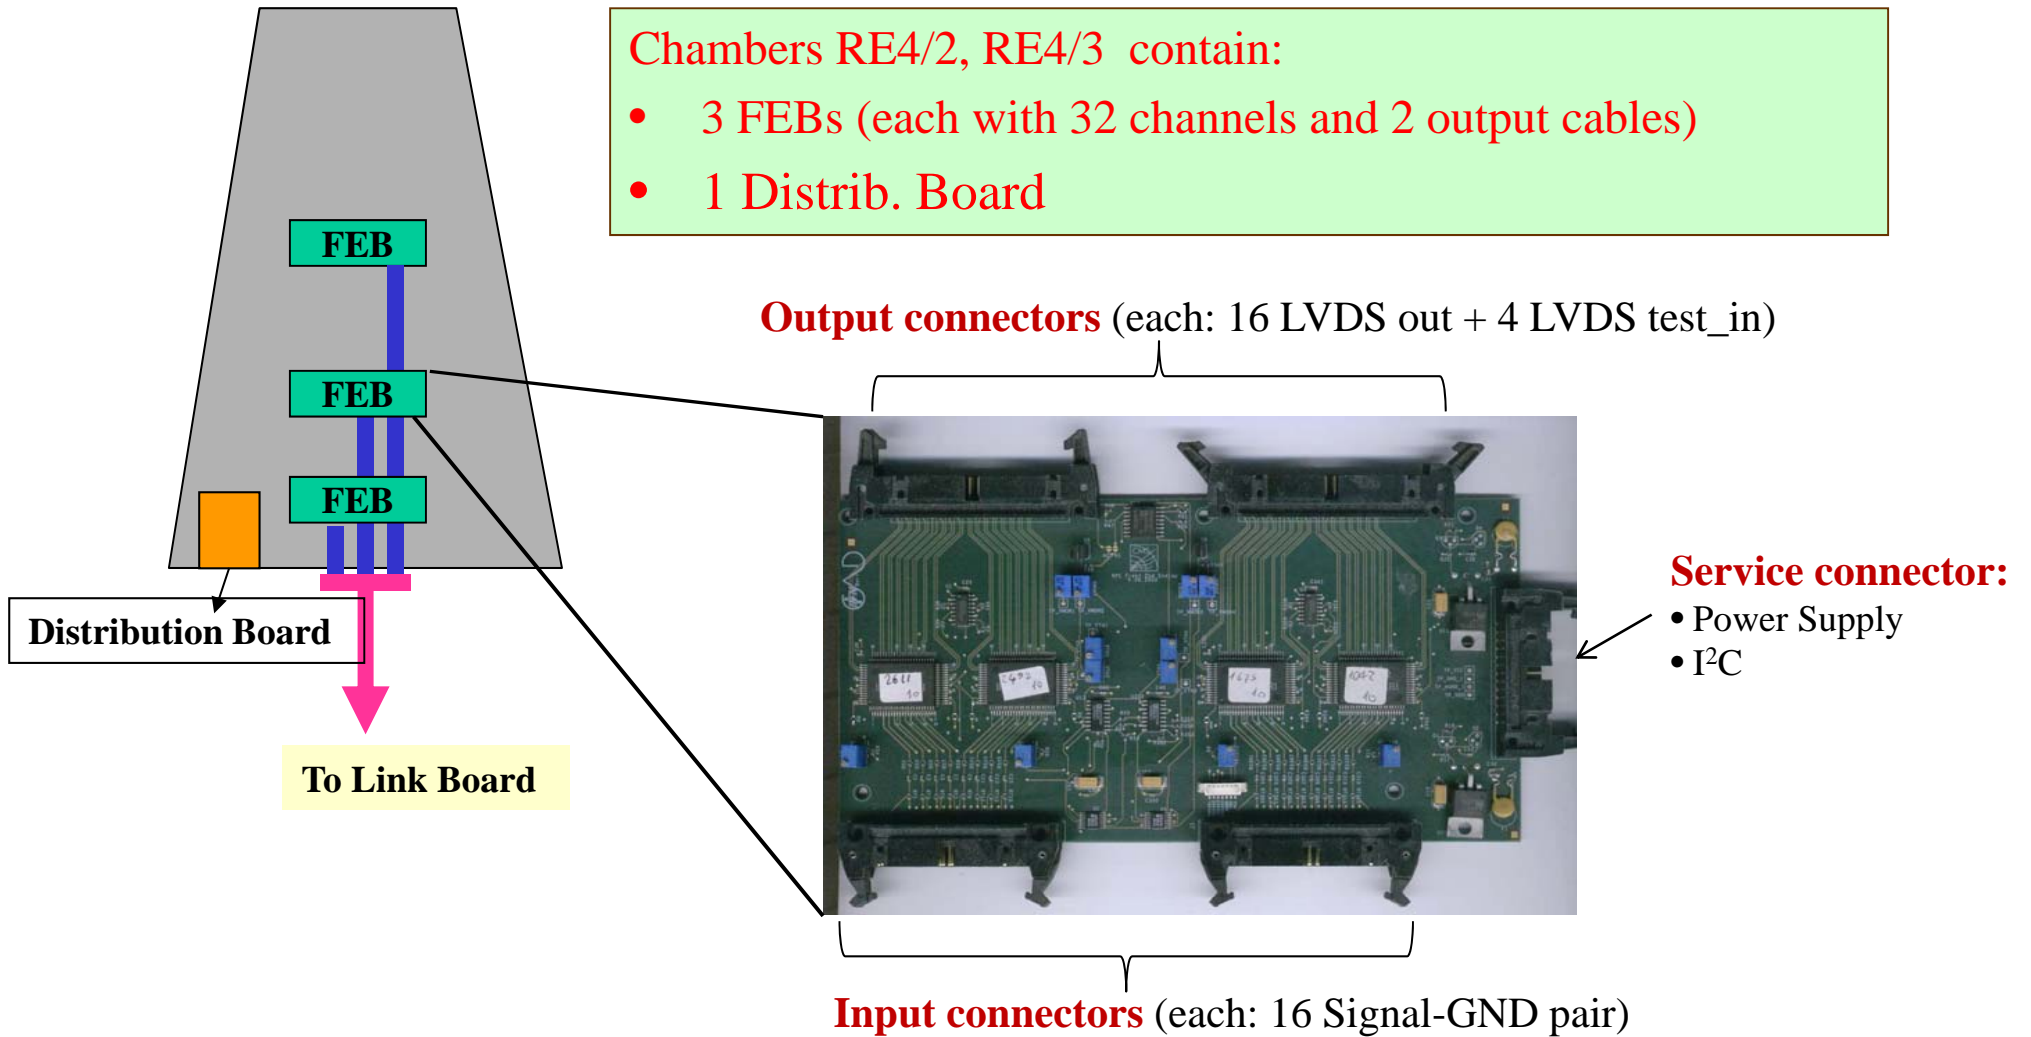 Chambers RE4/2, RE4/3 contain:
• 3 FEBs (each with 32 channels and 2 output cables)
• 1 Distrib. Board
FEB
FEB
FEB
Distribution Board
To Link Board
Output connectors (each: 16 LVDS out + 4 LVDS test_in)
Service connector:
• Power Supply
• I²C
Input connectors (each: 16 Signal-GND pair)